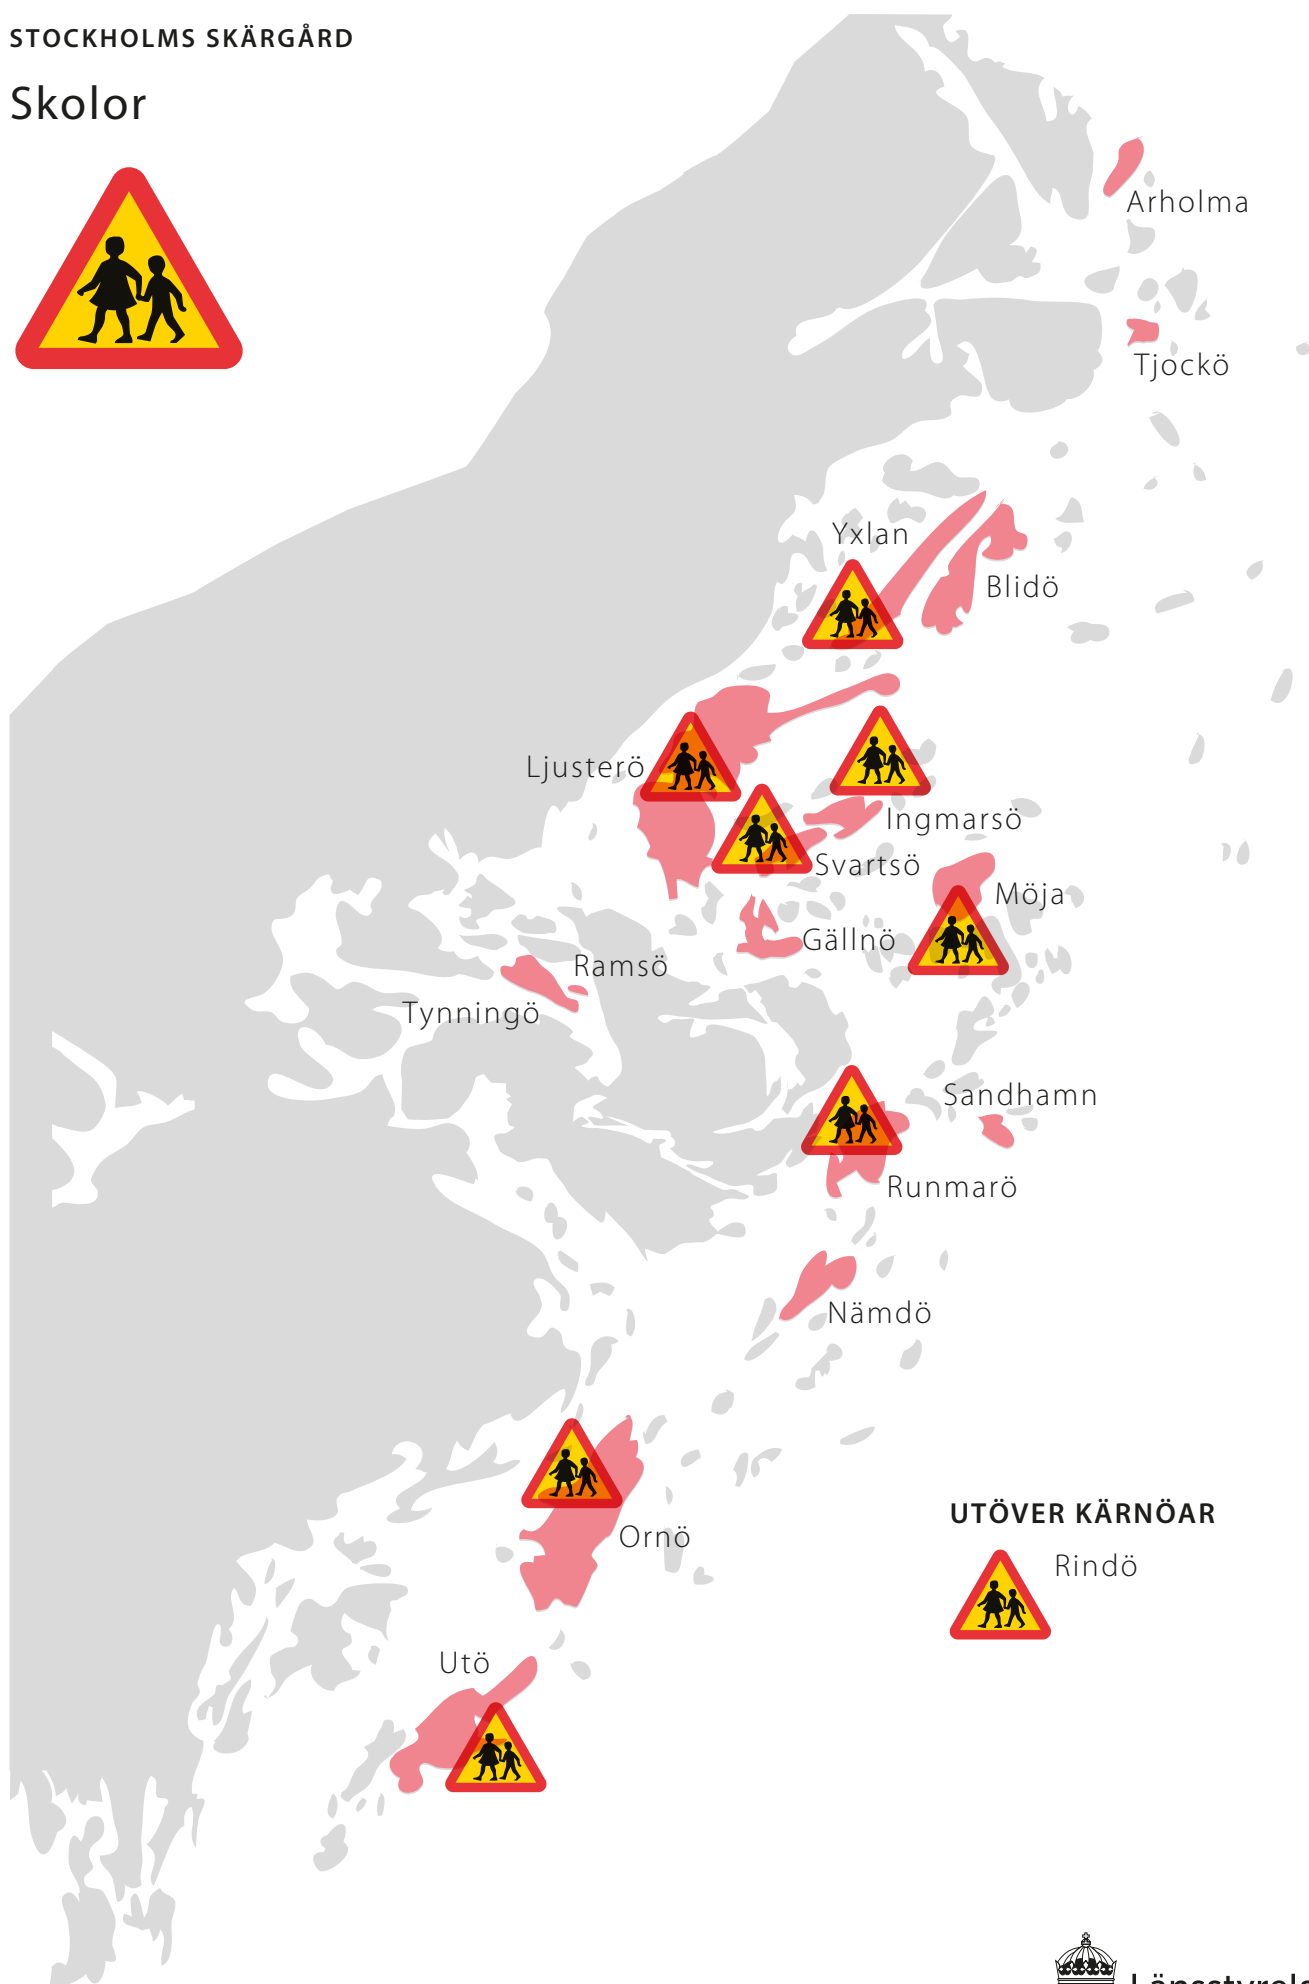 STOCKHOLMS SKÄRGÅRD
Skolor
Arholma
Tjockö
Yxlan
Blidö
Ljusterö
Ingmarsö
Svartsö
Möja
Gällnö
Ramsö
Tynningö
Sandhamn
Runmarö
Nämdö
UTÖVER KÄRNÖAR
Ornö
Rindö
Utö